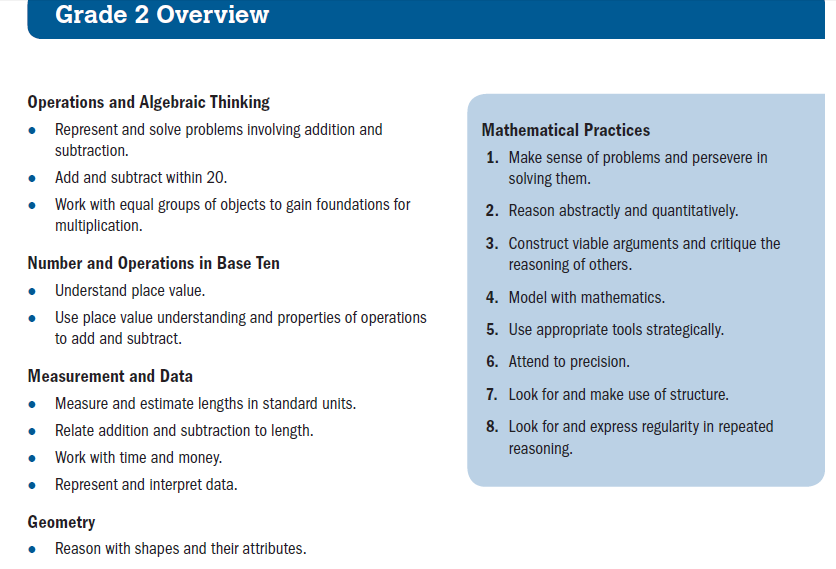 Grade 2 Overview
Operations and Algebraic Thinking
• Represent and solve problems involving addition and
subtraction.
• Add and subtract within 20.
• Work with equal groups of objects to gain foundations for
multiplication.
Number and Operations in Base Ten
• Understand place value.
• Use place value understanding and properties of operations
to add and subtract.
Measurement and Data
• Measure and estimate lengths in standard units.
• Relate addition and subtraction to length.
• Work with time and money.
• Represent and interpret data.
Geometry
• Reason with shapes and their attributes.
Mathematical Practices
1. Make sense of problems and persevere in
solving them.
2. Reason abstractly and quantitatively.
3. Construct viable arguments and critique the
reasoning of others.
4. Model with mathematics.
5. Use appropriate tools strategically.
6. Attend to precision.
7. Look for and make use of structure.
8. Look for and express regularity in repeated
reasoning.